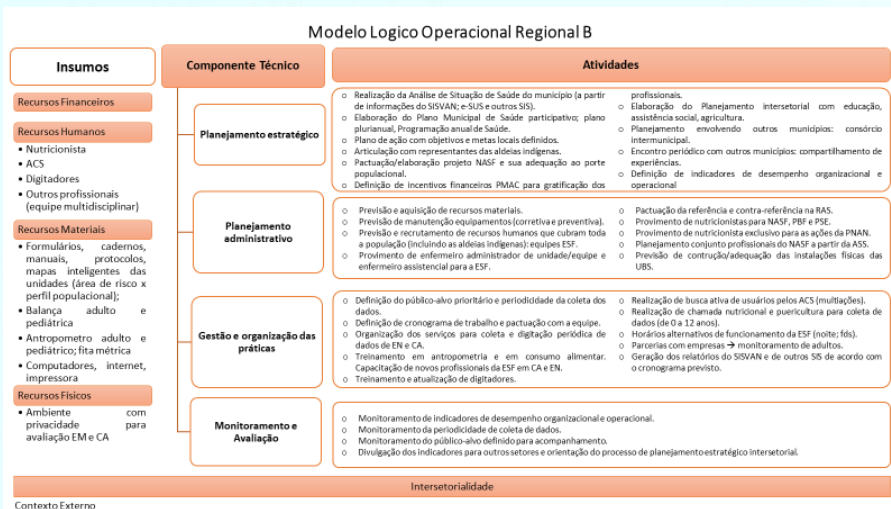 Modelo Logico Operacional Regional B
Insumos
Recursos Financeiros
Recursos Humanos
• Nutricionista
• ACS
• Digitadores
• Outros profissionais
(equipe multidisciplinar)
Recursos Materiais
• Formulários, cadernos,
manuais, protocolos,
mapas inteligentes das
unidades (área de risco x
perfil populacional);
• Balança adulto e
pediátrica
• Antropometro adulto e
pediátrico; fita métrica
• Computadores, internet,
impressora
Recursos Físicos
• Ambiente com
privacidade para
avaliação EM e CA
Componente Técnico
Atividades
Planejamento estratégico
o Realização da Análise de Situação de Saúde do município (a partir
de informações do SISVAN; e-SUS e outros SIS).
o Elaboração do Plano Municipal de Saúde participativo; plano
plurianual, Programação anual de Saúde.
o Plano de ação com objetivos e metas locais definidos.
o Articulação com representantes das aldeias indígenas.
o Pactuação/elaboração projeto NASF e sua adequação ao porte
populacional.
o Definição de incentivos financeiros PMAC para gratificação dos
profissionais.
o Elaboração do Planejamento intersetorial com educação,
assistência social, agricultura.
o Planejamento envolvendo outros municípios: consórcio
intermunicipal.
o Encontro periódico com outros municípios: compartilhamento de
experiências.
o Definição de indicadores de desempenho organizacional e
operacional
Planejamento
administrativo
o Previsão e aquisição de recursos materiais.
o Previsão de manutenção equipamentos (corretiva e preventiva).
o Previsão e recrutamento de recursos humanos que cubram toda
a população (incluindo as aldeias indígenas): equipes ESF.
o Provimento de enfermeiro administrador de unidade/equipe e
enfermeiro assistencial para a ESF.
o Pactuação da referência e contra-referência na RAS.
o Provimento de nutricionistas para NASF, PBF e PSE.
o Provimento de nutricionista exclusivo para as ações da PNAN.
o Planejamento conjunto profissionais do NASF a partir da ASS.
o Previsão de contrução/adequação das instalações físicas das
UBS.
Gestão e organização das
práticas
o Definição do público-alvo prioritário e periodicidade da coleta dos
dados.
o Definição de cronograma de trabalho e pactuação com a equipe.
o Organização dos serviços para coleta e digitação periódica de
dados de EN e CA.
o Treinamento em antropometria e em consumo alimentar.
Capacitação de novos profissionais da ESF em CA e EN.
o Treinamento e atualização de digitadores.
o Realização de busca ativa de usuários pelos ACS (multiações).
o Realização de chamada nutricional e puericultura para coleta de
dados (de 0 a 12 anos).
o Horários alternativos de funcionamento da ESF (noite; fds).
o Parcerias com empresas → monitoramento de adultos.
o Geração dos relatórios do SISVAN e de outros SIS de acordo com
o cronograma previsto.
Monitoramento e
Avaliação
o Monitoramento de indicadores de desempenho organizacional e operacional.
o Monitoramento da periodicidade de coleta de dados.
o Monitoramento do público-alvo definido para acompanhamento.
o Divulgação dos indicadores para outros setores e orientação do processo de planejamento estratégico intersetorial.
Intersetorialidade
Contexto Externo